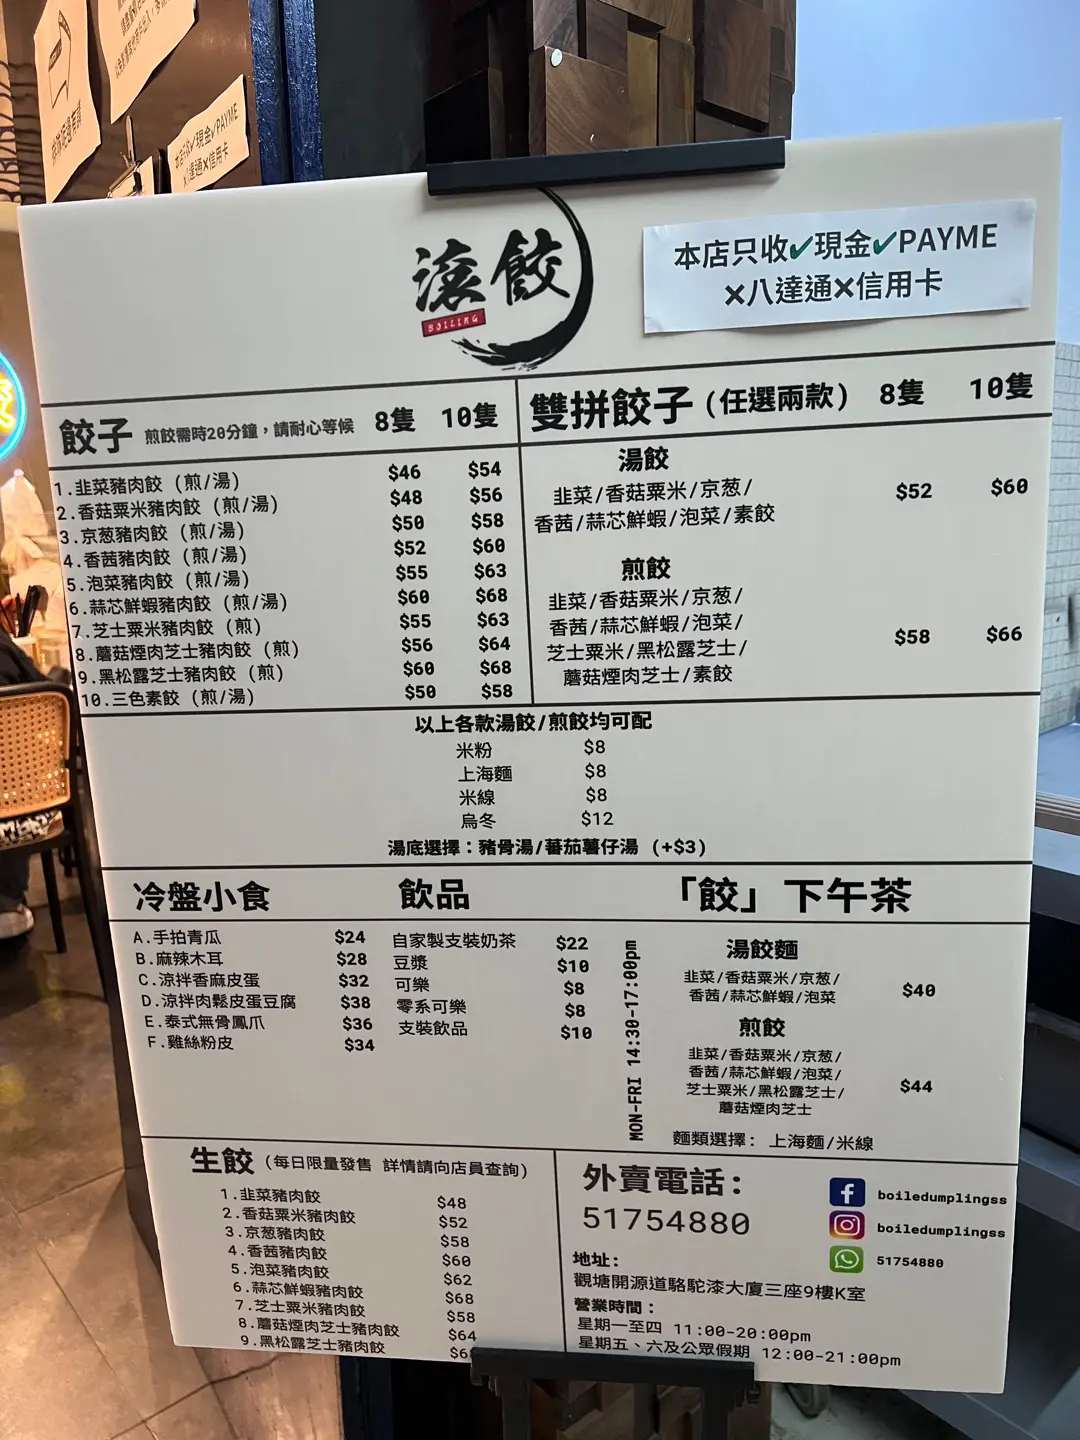 本店只收✔現金✔PAYME
✖八達通✖信用卡
本店只收✔現金✔PAYME
✖八達通✖信用卡
滾餃
BOILING
餃子 煎餃需時20分鐘，請耐心等候 8隻 10隻
1.韭菜豬肉餃 (煎/湯) $46 $54
2.香菇粟米豬肉餃 (煎/湯) $48 $56
3.京葱豬肉餃 (煎/湯) $50 $58
4.香茜豬肉餃 (煎/湯) $52 $60
5.泡菜豬肉餃 (煎/湯) $55 $63
6.蒜芯鮮蝦豬肉餃 (煎/湯) $60 $68
7.芝士粟米豬肉餃 (煎) $55 $63
8.蘑菇煙肉芝士豬肉餃 (煎) $56 $64
9.黑松露芝士豬肉餃 (煎) $60 $68
10.三色素餃 (煎/湯) $50 $58
雙拼餃子 (任選兩款) 8隻 10隻
湯餃
韭菜/香菇粟米/京葱/
香茜/蒜芯鮮蝦/泡菜/素餃
$52 $60
煎餃
韭菜/香菇粟米/京葱/
香茜/蒜芯鮮蝦/泡菜/
芝士粟米/黑松露芝士/
蘑菇煙肉芝士/素餃
$58 $66
以上各款湯餃/煎餃均可配
米粉 $8
上海麵 $8
米線 $8
烏冬 $12
湯底選擇：豬骨湯/蕃茄薯仔湯 (+$3)
冷盤小食
A.手拍青瓜 $24
B.麻辣木耳 $28
C.涼拌香麻皮蛋 $32
D.涼拌肉鬆皮蛋豆腐 $38
E.泰式無骨鳳爪 $36
F.雞絲粉皮 $34
飲品
自家製支裝奶茶 $22
豆漿 $10
可樂 $8
零系可樂 $8
支裝飲品 $10
「餃」下午茶
MON-FRI 14:30-17:00pm
湯餃麵
韭菜/香菇粟米/京葱/
香茜/蒜芯鮮蝦/泡菜
$40
煎餃
韭菜/香菇粟米/京葱/
香茜/蒜芯鮮蝦/泡菜/
芝士粟米/黑松露芝士/
蘑菇煙肉芝士
$44
麵類選擇: 上海麵/米線
生餃 (每日限量發售 詳情請向店員查詢)
1.韭菜豬肉餃 $48
2.香菇粟米豬肉餃 $52
3.京葱豬肉餃 $58
4.香茜豬肉餃 $60
5.泡菜豬肉餃 $62
6.蒜芯鮮蝦豬肉餃 $68
7.芝士粟米豬肉餃 $58
8.蘑菇煙肉芝士豬肉餃 $64
9.黑松露芝士豬肉餃
外賣電話:
51754880
boiledumplingss
boiledumplingss
51754880
地址:
觀塘開源道駱駝漆大廈三座9樓K室
營業時間：
星期一至四 11:00-20:00pm
星期五、六及公眾假期 12:00-21:00pm